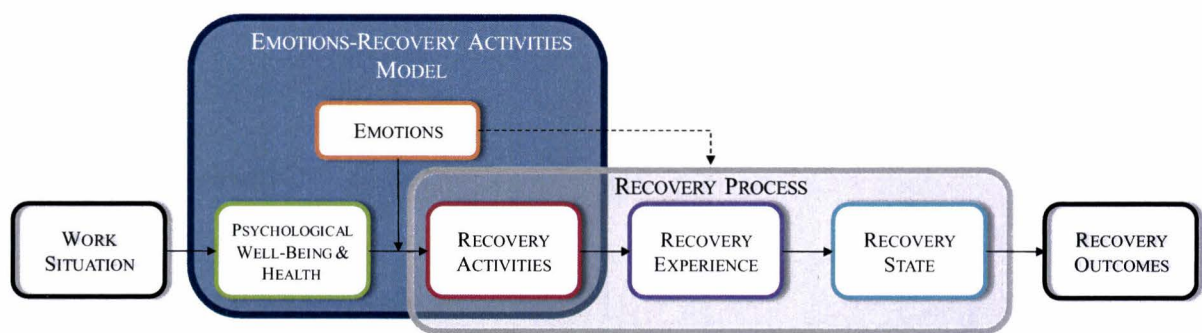 EMOTIONS-RECOVERY ACTIVITIES
MODEL
EMOTIONS
RECOVERY PROCESS
WORK
SITUATION
PSYCHOLOGICAL
WELL-BEING &
HEALTH
RECOVERY
ACTIVITIES
RECOVERY
EXPERIENCE
RECOVERY
STATE
RECOVERY
OUTCOMES